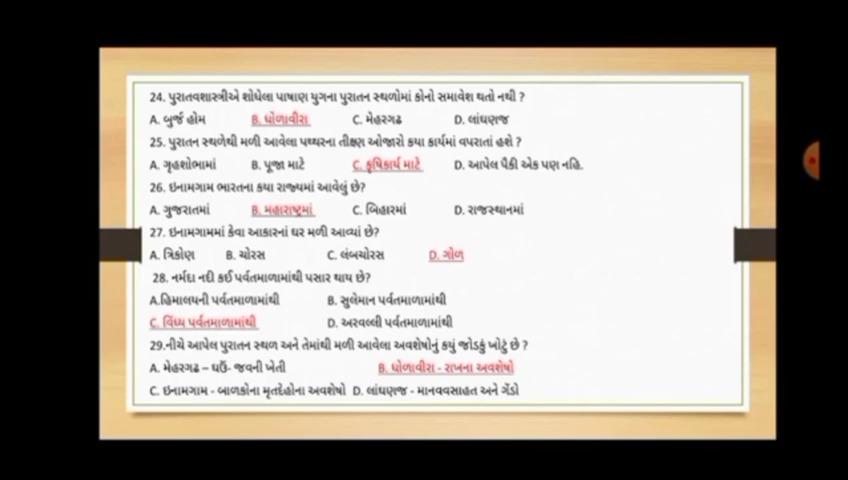 24. પુરાતવશાસ્ત્રીએ શોધેલા પાષાણ યુગના પુરાતન સ્થળોમાં કોનો સમાવેશ થતો નથી ?
A. બુર્જ હોમ B. ધોળાવીરા C. મેહરગઢ D. લાંઘણજ
25. પુરાતન સ્થળેથી મળી આવેલા પથ્થરના તીક્ષ્ણ ઓજારો કયા કાર્યમાં વપરાતાં હશે ?
A. ગૃહશોભામાં B. પૂજા માટે C. કૃષિકાર્ય માટે D. આપેલ પૈકી એક પણ નહિ.
26. ઇનામગામ ભારતના કયા રાજ્યમાં આવેલું છે?
A. ગુજરાતમાં B. મહારાષ્ટ્રમાં C. બિહારમાં D. રાજસ્થાનમાં
27. ઇનામગામમાં કેવા આકારનાં ઘર મળી આવ્યાં છે?
A. ત્રિકોણ B. ચોરસ C. લંબચોરસ D. ગોળ
28. નર્મદા નદી કઈ પર્વતમાળામાંથી પસાર થાય છે?
A.હિમાલયની પર્વતમાળામાંથી B. સુલેમાન પર્વતમાળામાંથી
C. વિંધ્ય પર્વતમાળામાંથી D. અરવલ્લી પર્વતમાળામાંથી
29.નીચે આપેલ પુરાતન સ્થળ અને તેમાંથી મળી આવેલા અવશેષોનું કયું જોડકું ખોટું છે ?
A. મેહરગઢ – ઘઉં- જવની ખેતી B. ધોળાવીરા - રાખના અવશેષો
C. ઇનામગામ - બાળકોના મૃતદેહોના અવશેષો D. લાંઘણજ - માનવવસાહત અને ગેંડો